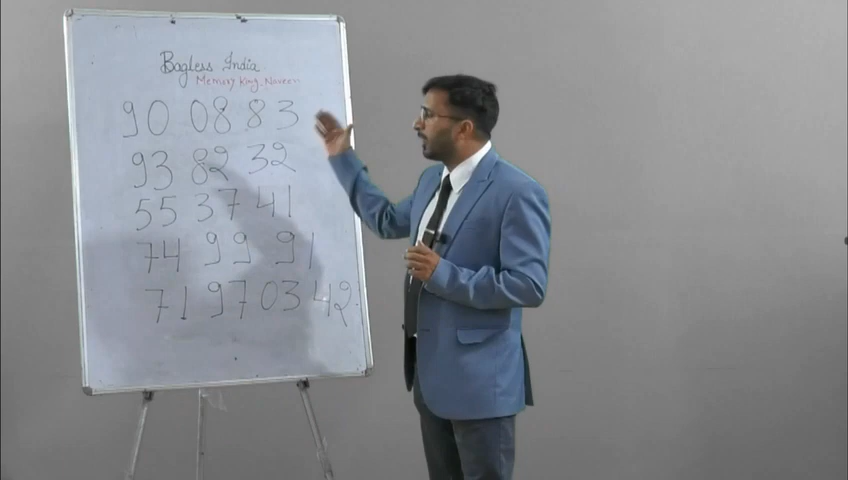 Bagless India
Memory King - Naveen
90 08 83
93 82 32
55 37 41
74 99 91
71 97 03 42